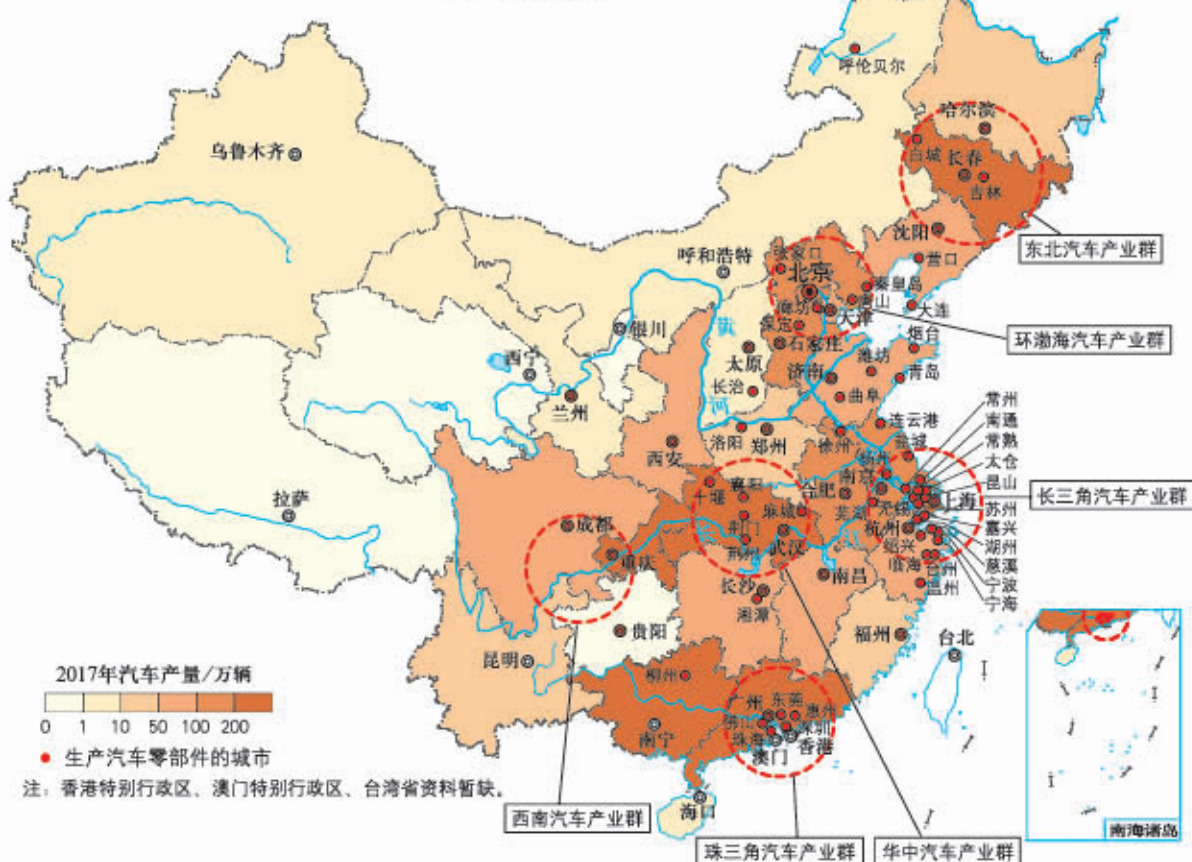 呼伦贝尔
哈尔滨
乌鲁木齐
白城
长春
吉林
沈阳
东北汽车产业群
营口
呼和浩特
张家口
北京
秦皇岛
唐山
大连
廊坊
天津
银川
保定
石家庄
环渤海汽车产业群
黄
河
烟台
太原
潍坊
西宁
济南
青岛
长治
兰州
曲阜
常州
连云港
南通
洛阳
郑州
徐州
盐城
常熟
西安
扬州
太仓
南京
昆山
十堰
襄阳
合肥
上海
长三角汽车产业群
拉萨
麻城
芜湖
无锡
苏州
成都
荆门
杭州
嘉兴
长
江
荆州
武汉
绍兴
湖州
重庆
临海
台州
慈溪
南昌
温州
宁波
长沙
宁海
湘潭
贵阳
福州
台北
昆明
2017年汽车产量/万辆
柳州
0 1 10 50 100 200
广州
东莞
惠州
佛山
深圳
南宁
珠海
香港
澳门
生产汽车零部件的城市
注：香港特别行政区、澳门特别行政区、台湾省资料暂缺。
海口
西南汽车产业群
南海诸岛
珠三角汽车产业群
华中汽车产业群